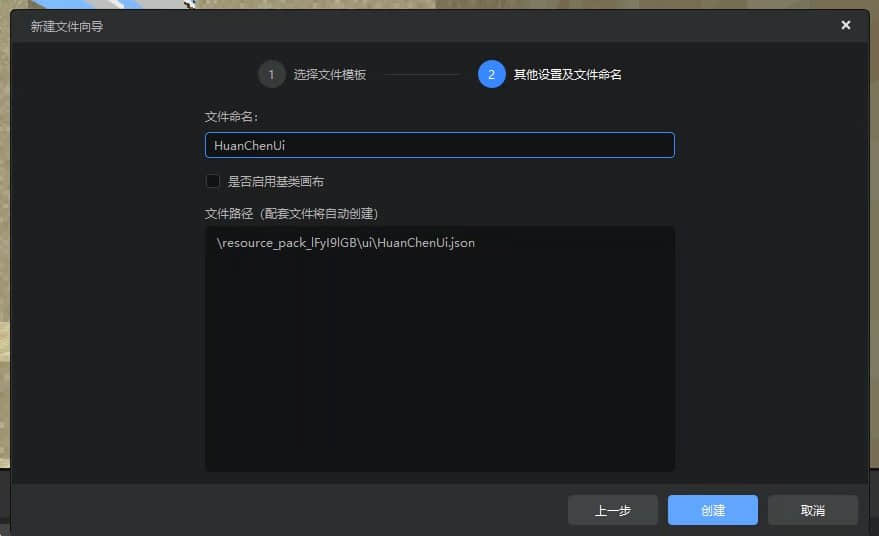 新建文件向导
1 选择文件模板 2 其他设置及文件命名
文件命名:
HuanChenUi
是否启用基类画布
文件路径（配套文件将自动创建）
\resource_pack_lFyI9lGB\ui\HuanChenUi.json
上一步 创建 取消